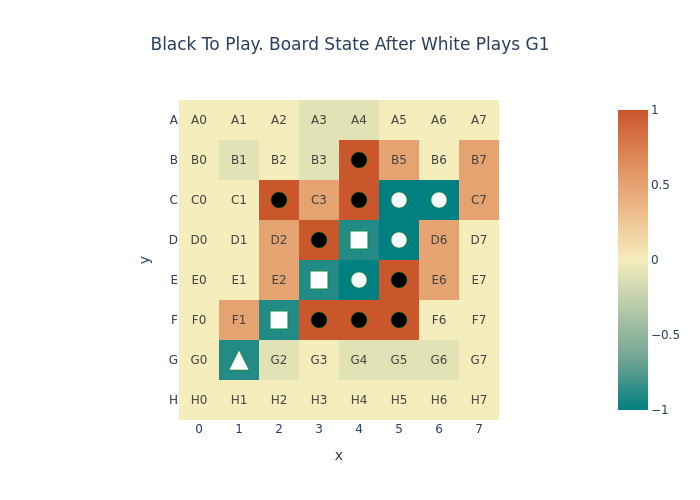 Black To Play. Board State After White Plays G1
A A0 A1 A2 A3 A4 A5 A6 A7 1
B B0 B1 B2 B3 B5 B6 B7
C C0 C1 C3 C7 0.5
D D0 D1 D2 D6 D7
y 0
E E0 E1 E2 E6 E7
F F0 F1 F6 F7 −0.5
G G0 G2 G3 G4 G5 G6 G7
H H0 H1 H2 H3 H4 H5 H6 H7 −1
0 1 2 3 4 5 6 7
x